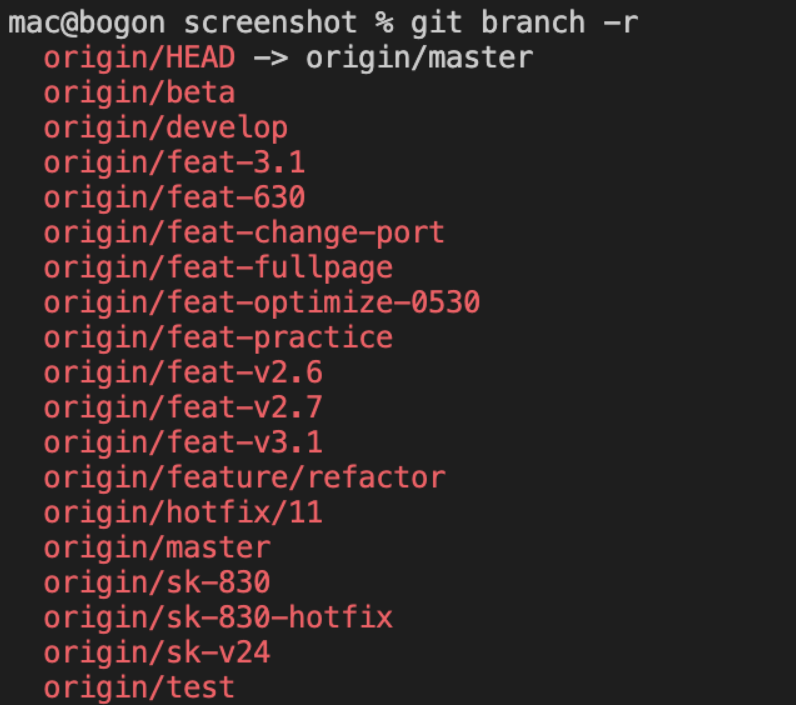 mac@bogon screenshot % git branch -r
origin/HEAD -> origin/master
origin/beta
origin/develop
origin/feat-3.1
origin/feat-630
origin/feat-change-port
origin/feat-fullpage
origin/feat-optimize-0530
origin/feat-practice
origin/feat-v2.6
origin/feat-v2.7
origin/feat-v3.1
origin/feature/refactor
origin/hotfix/11
origin/master
origin/sk-830
origin/sk-830-hotfix
origin/sk-v24
origin/test